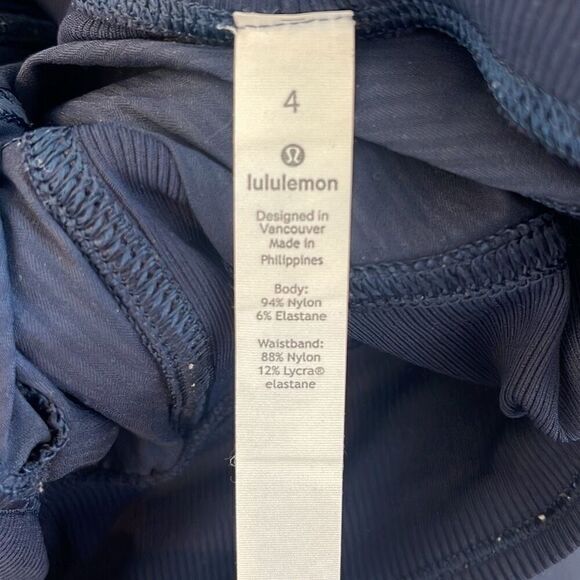 4
lululemon
Designed in
Vancouver
Made in
Philippines
Body:
94% Nylon
6% Elastane
Waistband:
88% Nylon
12% Lycra®
elastane